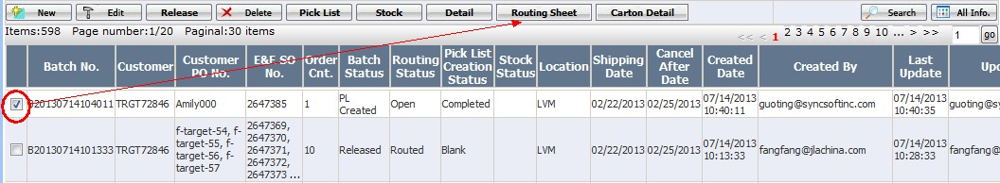 New Edit Release Delete Pick List Stock Detail Routing Sheet Carton Detail Search All Info.
Items:598 Page number:1/20 Paginal:30 items << < 1 2 3 4 5 6 7 8 9 10 ... > >> 1 go
Batch No. Customer Customer PO No. E&E SO No. Order Cnt. Batch Status Routing Status Pick List Creation Status Stock Status Location Shipping Date Cancel After Date Created Date Created By Last Update Upd
B20130714104011 TRGT72846 Amily000 2647385 1 PL Created Open Completed LVM 02/22/2013 02/25/2013 07/14/2013 10:40:11 guoting@syncsoftinc.com 07/14/2013 10:40:35 guoting@sy
B20130714101333 TRGT72846 f-target-54, f-target-55, f-target-56, f-target-57 2647369, 2647370, 2647371, 2647372, 2647373 ... 10 Released Routed Blank LVM 02/22/2013 02/25/2013 07/14/2013 10:13:33 fangfang@jlachina.com 07/14/2013 10:28:33 fangfang@j